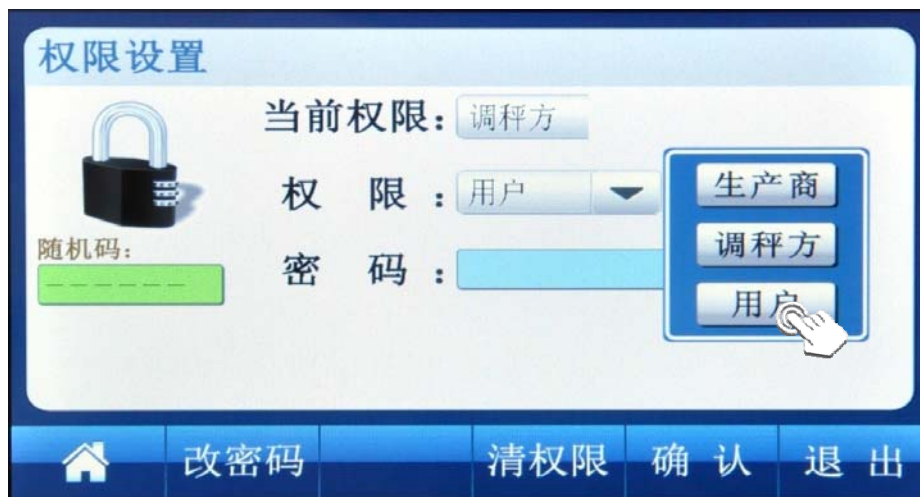 权限设置
当前权限：调秤方
权 限：用户
生产商
调秤方
用户
随机码：
------
密 码：
改密码
清权限
确 认
退 出